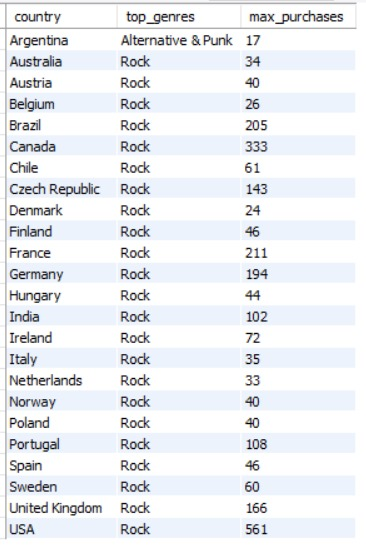 country top_genres max_purchases
Argentina Alternative & Punk 17
Australia Rock 34
Austria Rock 40
Belgium Rock 26
Brazil Rock 205
Canada Rock 333
Chile Rock 61
Czech Republic Rock 143
Denmark Rock 24
Finland Rock 46
France Rock 211
Germany Rock 194
Hungary Rock 44
India Rock 102
Ireland Rock 72
Italy Rock 35
Netherlands Rock 33
Norway Rock 40
Poland Rock 40
Portugal Rock 108
Spain Rock 46
Sweden Rock 60
United Kingdom Rock 166
USA Rock 561